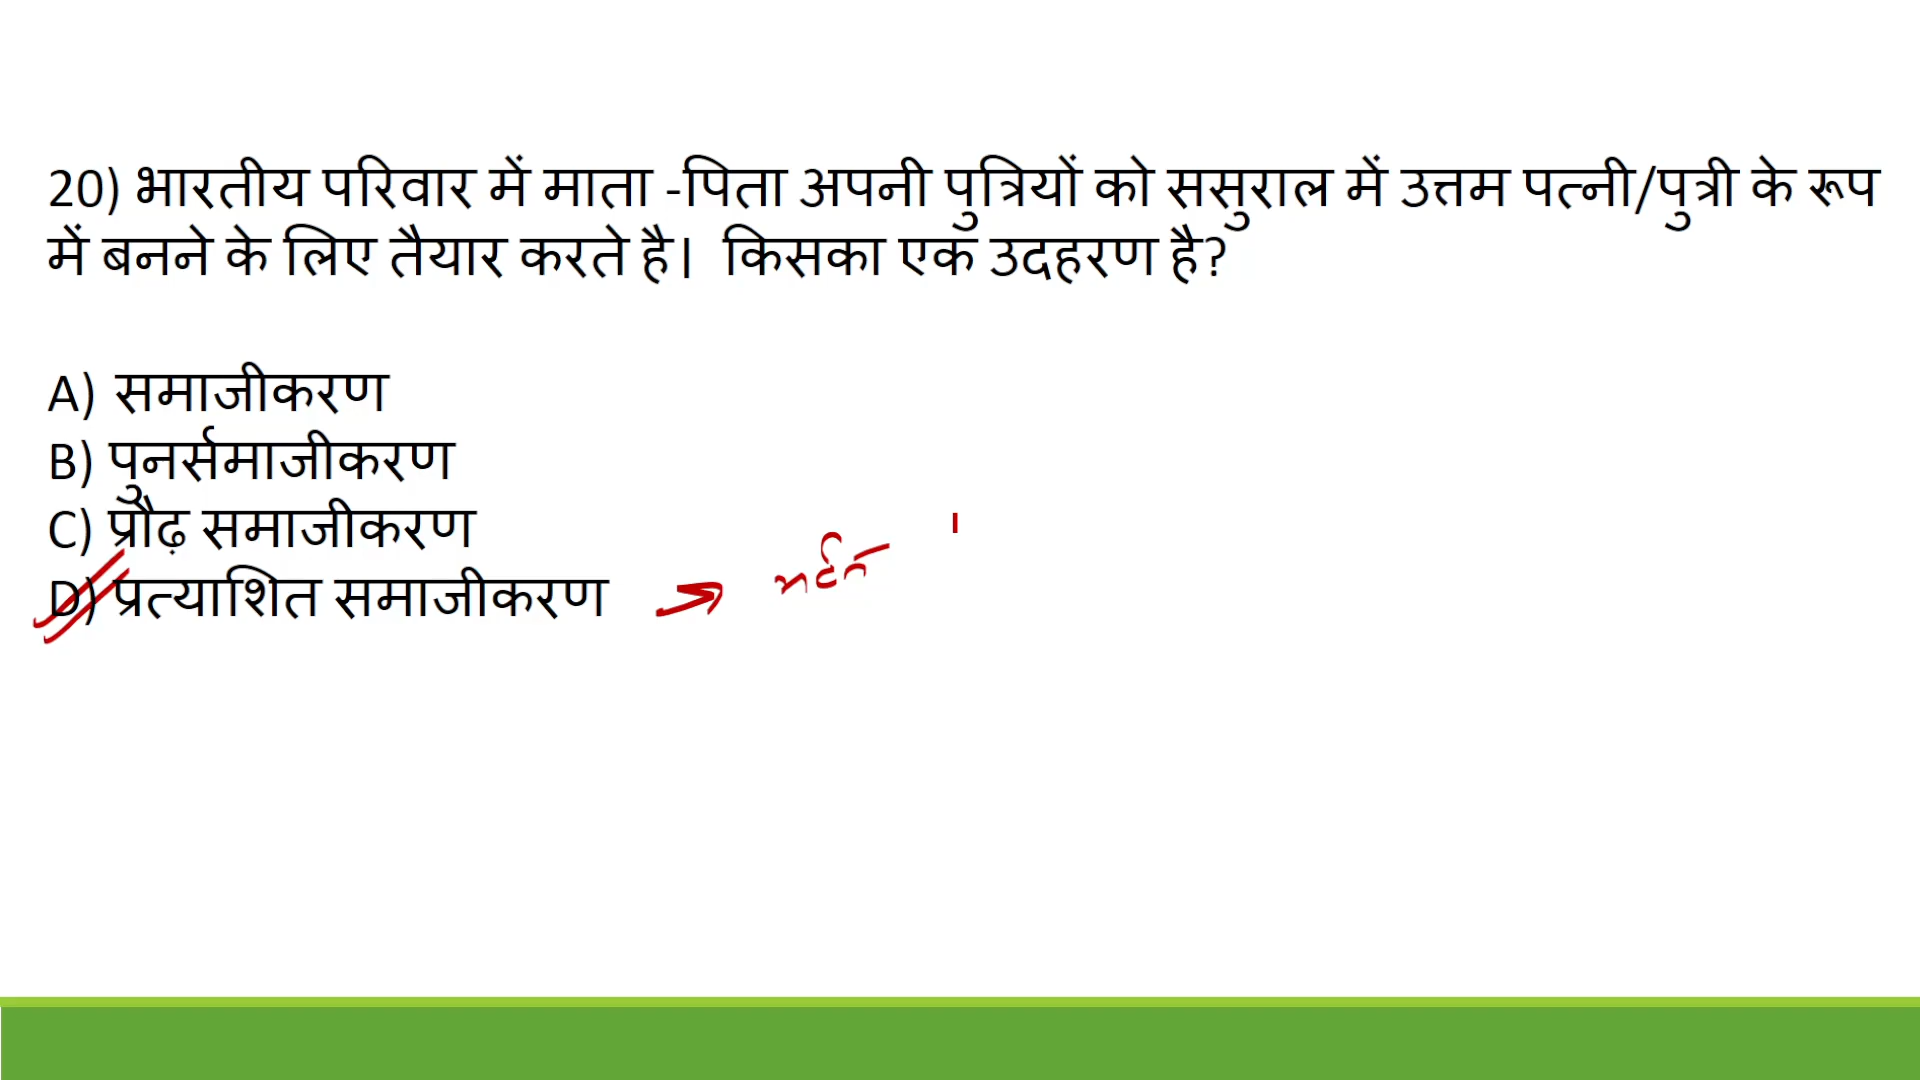 20) भारतीय परिवार में माता -पिता अपनी पुत्रियों को ससुराल में उत्तम पत्नी/पुत्री के रूप
में बनने के लिए तैयार करते है।  किसका एक उदहरण है?
A) समाजीकरण
B) पुनर्समाजीकरण
C) प्रौढ़ समाजीकरण
D) प्रत्याशित समाजीकरण